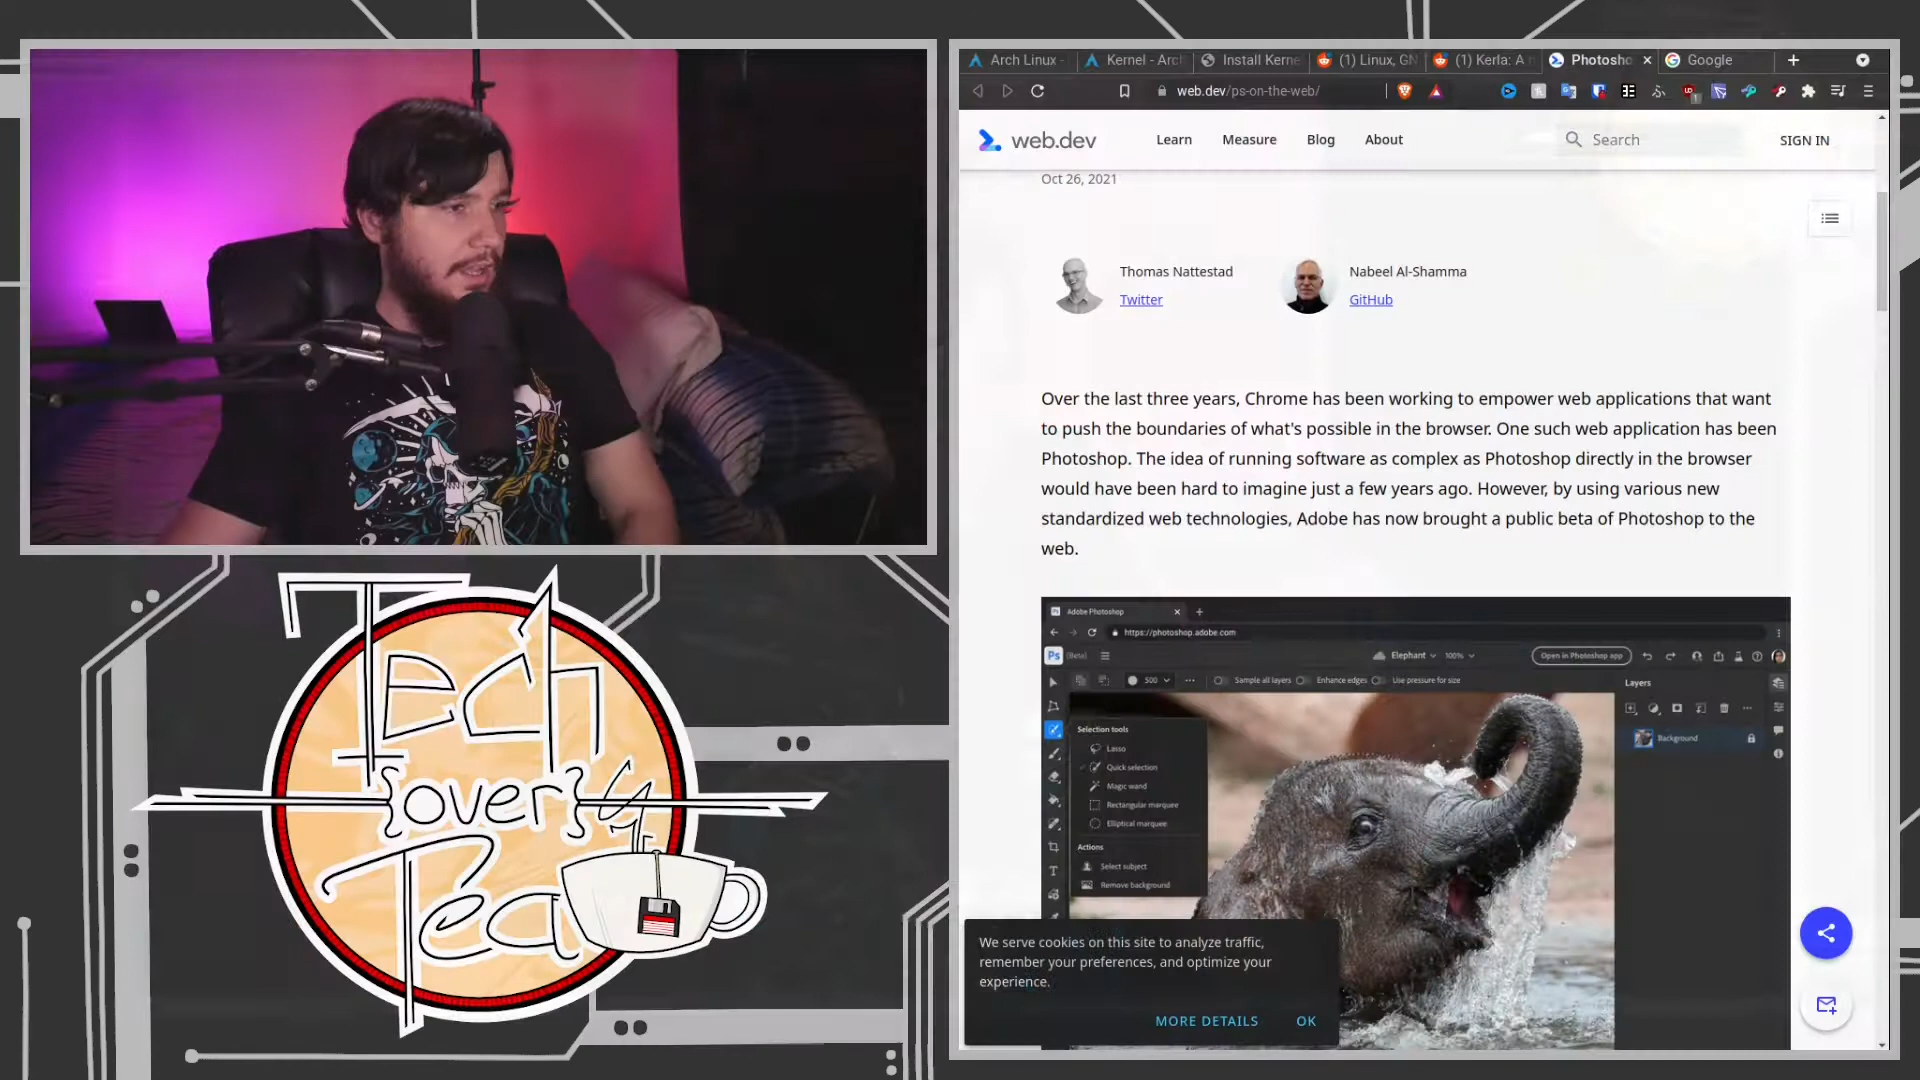 Arch Linux -
Kernel - Arch
Install Kerne
(1) Linux, GN
(1) Kerla: A n
Photosho
Google
web.dev/ps-on-the-web/
web.dev
Learn
Measure
Blog
About
Search
SIGN IN
Oct 26, 2021
Thomas Nattestad
Twitter
Nabeel Al-Shamma
GitHub
Over the last three years, Chrome has been working to empower web applications that want
to push the boundaries of what's possible in the browser. One such web application has been
Photoshop. The idea of running software as complex as Photoshop directly in the browser
would have been hard to imagine just a few years ago. However, by using various new
standardized web technologies, Adobe has now brought a public beta of Photoshop to the
web.
Adobe Photoshop
https://photoshop.adobe.com
Ps (Beta)
Elephant
100%
Open in Photoshop app
500
Sample all layers
Enhance edges
Use pressure for size
Layers
Background
Selection tools
Lasso
Quick selection
Magic wand
Rectangular marquee
Elliptical marquee
Actions
Select subject
Remove background
We serve cookies on this site to analyze traffic,
remember your preferences, and optimize your
experience.
MORE DETAILS
OK
Tech
{over}
Tea